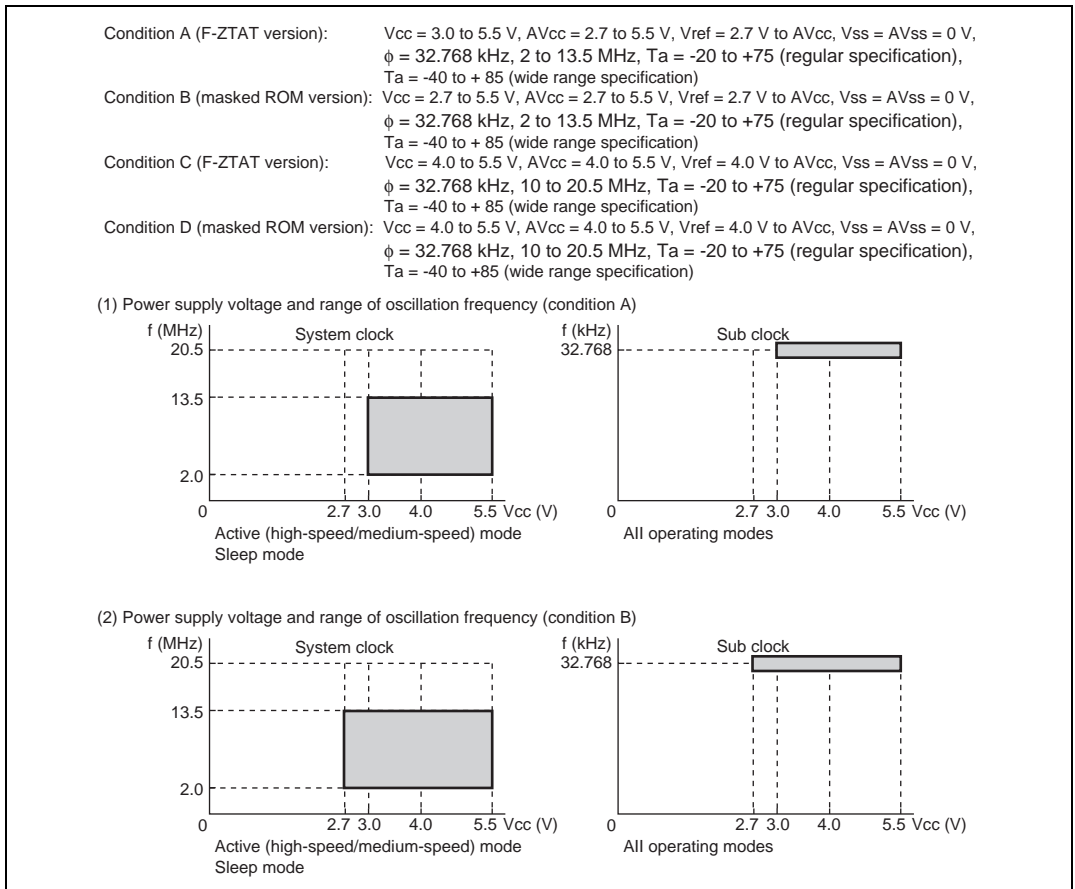 Condition A (F-ZTAT version): Vcc = 3.0 to 5.5 V, AVcc = 2.7 to 5.5 V, Vref = 2.7 V to AVcc, Vss = AVss = 0 V,
ϕ = 32.768 kHz, 2 to 13.5 MHz, Ta = -20 to +75 (regular specification),
Ta = -40 to + 85 (wide range specification)
Condition B (masked ROM version): Vcc = 2.7 to 5.5 V, AVcc = 2.7 to 5.5 V, Vref = 2.7 V to AVcc, Vss = AVss = 0 V,
ϕ = 32.768 kHz, 2 to 13.5 MHz, Ta = -20 to +75 (regular specification),
Ta = -40 to + 85 (wide range specification)
Condition C (F-ZTAT version): Vcc = 4.0 to 5.5 V, AVcc = 4.0 to 5.5 V, Vref = 4.0 V to AVcc, Vss = AVss = 0 V,
ϕ = 32.768 kHz, 10 to 20.5 MHz, Ta = -20 to +75 (regular specification),
Ta = -40 to + 85 (wide range specification)
Condition D (masked ROM version): Vcc = 4.0 to 5.5 V, AVcc = 4.0 to 5.5 V, Vref = 4.0 V to AVcc, Vss = AVss = 0 V,
ϕ = 32.768 kHz, 10 to 20.5 MHz, Ta = -20 to +75 (regular specification),
Ta = -40 to +85 (wide range specification)
(1) Power supply voltage and range of oscillation frequency (condition A)
f (MHz)
System clock
20.5
13.5
2.0
0 2.7 3.0 4.0 5.5 Vcc (V)
Active (high-speed/medium-speed) mode
Sleep mode
f (kHz)
Sub clock
32.768
0 2.7 3.0 4.0 5.5 Vcc (V)
All operating modes
(2) Power supply voltage and range of oscillation frequency (condition B)
f (MHz)
System clock
20.5
13.5
2.0
0 2.7 3.0 4.0 5.5 Vcc (V)
Active (high-speed/medium-speed) mode
Sleep mode
f (kHz)
Sub clock
32.768
0 2.7 3.0 4.0 5.5 Vcc (V)
All operating modes